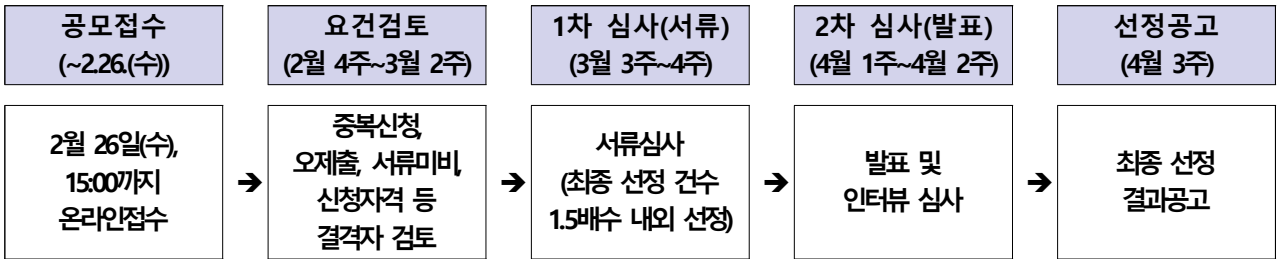 공모접수
(~2.26.(수))
요건검토
(2월 4주~3월 2주)
1차 심사(서류)
(3월 3주~4주)
2차 심사(발표)
(4월 1주~4월 2주)
선정공고
(4월 3주)
2월 26일(수),
15:00까지
온라인접수
➔
중복신청,
오제출, 서류미비,
신청자격 등
결격자 검토
➔
서류심사
(최종 선정 건수
1.5배수 내외 선정)
➔
발표 및
인터뷰 심사
➔
최종 선정
결과공고